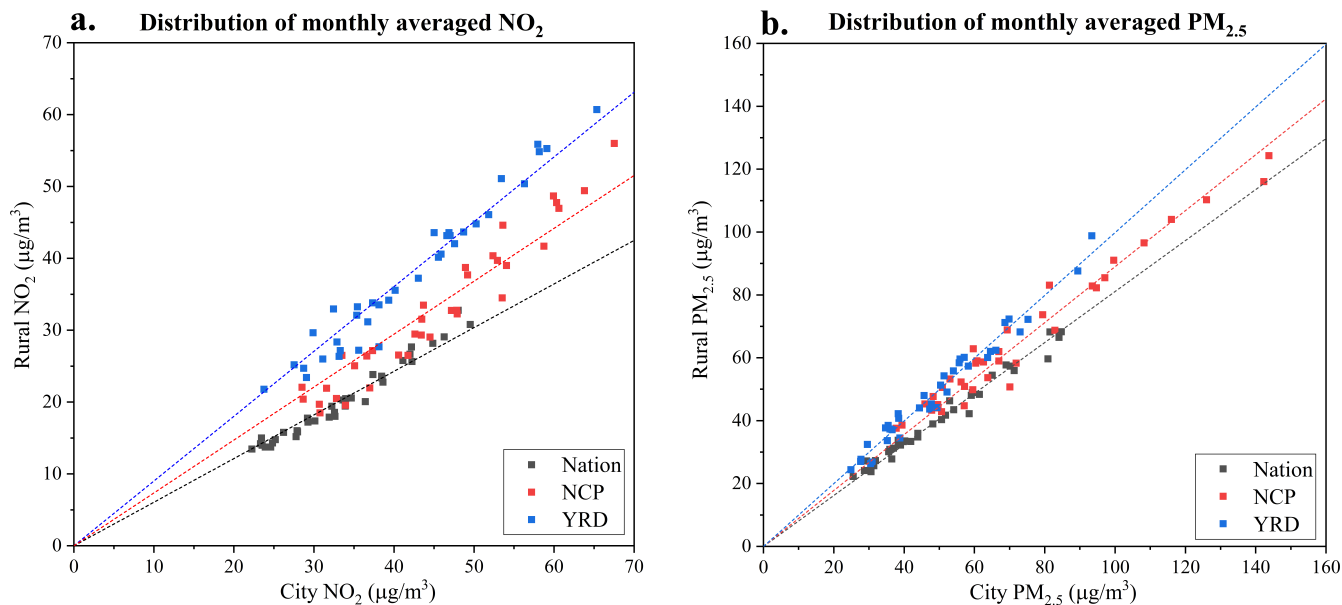 a. Distribution of monthly averaged NO₂
70
60
50
40
30
20
10
0
Rural NO₂ (μg/m³)
0 10 20 30 40 50 60 70
City NO₂ (μg/m³)
Nation
NCP
YRD
b. Distribution of monthly averaged PM₂.₅
160
140
120
100
80
60
40
20
0
Rural PM₂.₅ (μg/m³)
0 20 40 60 80 100 120 140 160
City PM₂.₅ (μg/m³)
Nation
NCP
YRD